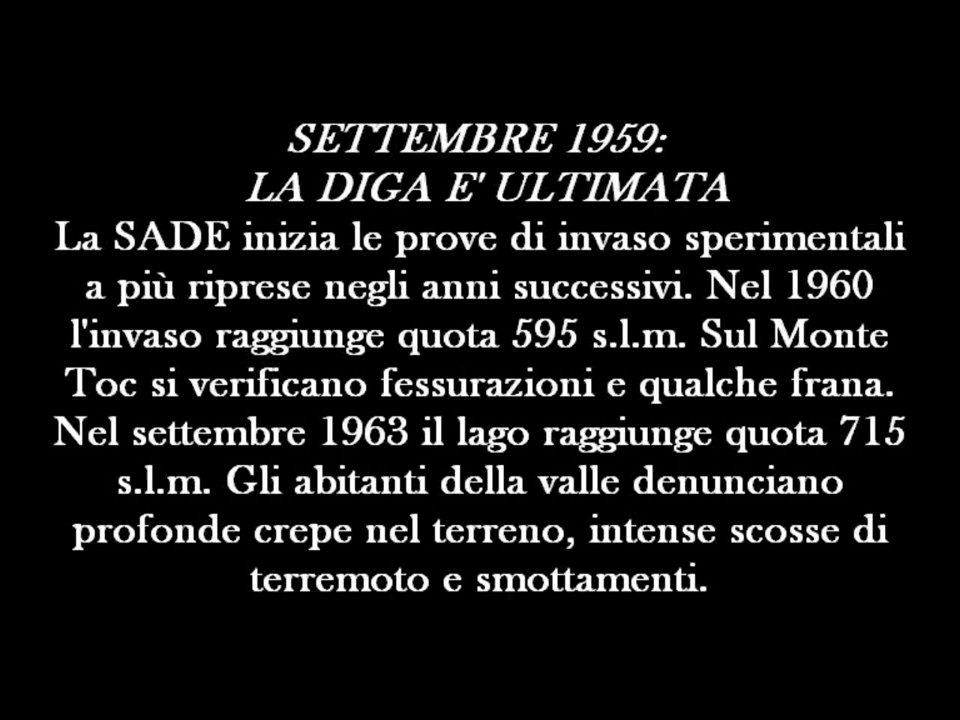 SETTEMBRE 1959:
LA DIGA E' ULTIMATA
La SADE inizia le prove di invaso sperimentali
a più riprese negli anni successivi. Nel 1960
l'invaso raggiunge quota 595 s.l.m. Sul Monte
Toc si verificano fessurazioni e qualche frana.
Nel settembre 1963 il lago raggiunge quota 715
s.l.m. Gli abitanti della valle denunciano
profonde crepe nel terreno, intense scosse di
terremoto e smottamenti.